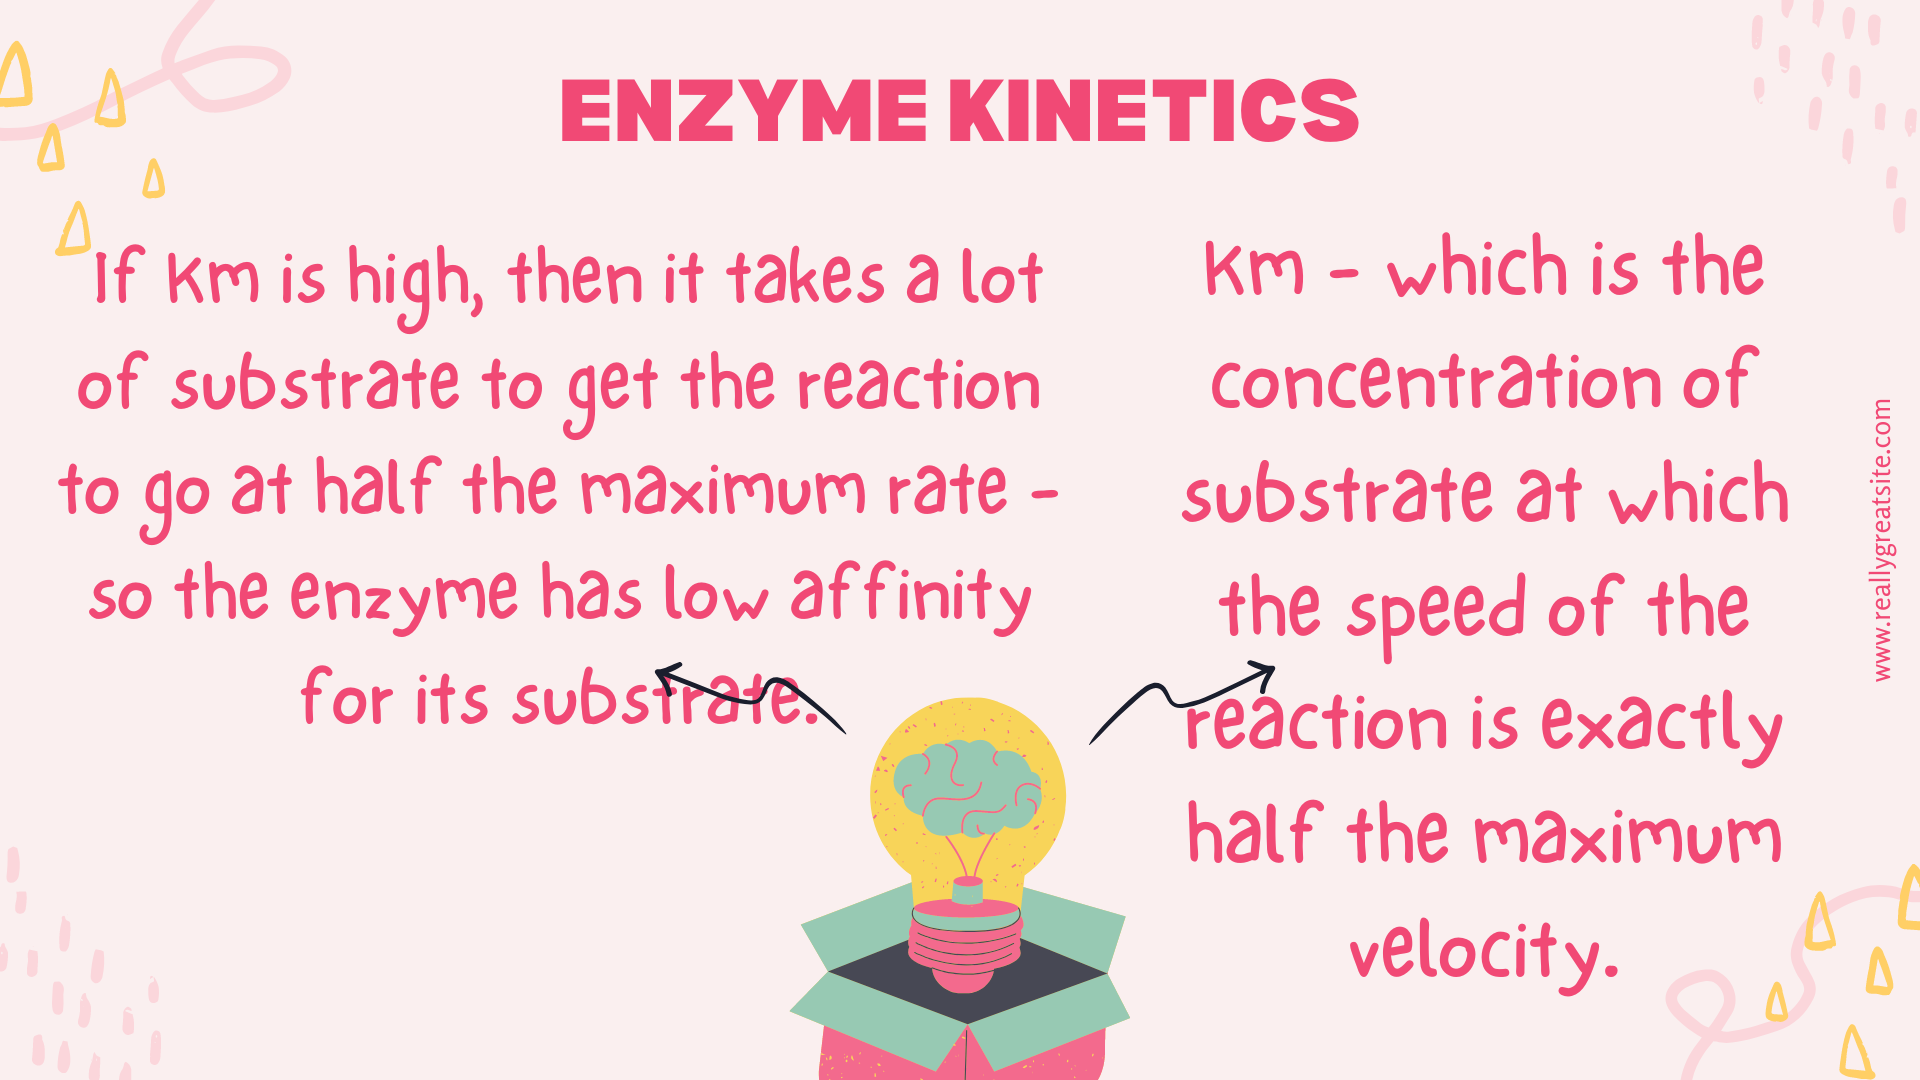 ENZYME KINETICS
If Km is high, then it takes a lot
of substrate to get the reaction
to go at half the maximum rate -
so the enzyme has low affinity
for its substrate.
Km - which is the
concentration of
substrate at which
the speed of the
reaction is exactly
half the maximum
velocity.
www.reallygreatsite.com